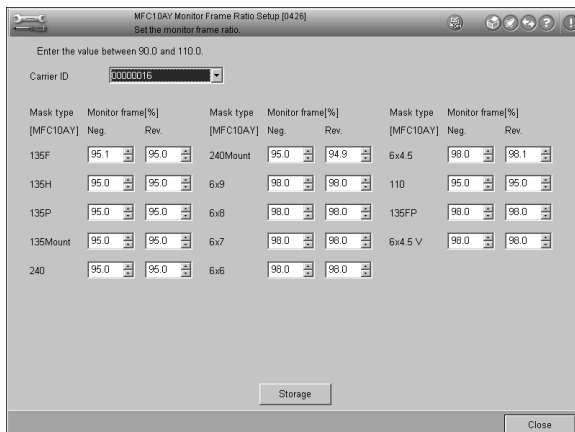 MFC10AY Monitor Frame Ratio Setup [0426]
Set the monitor frame ratio.
Enter the value between 90.0 and 110.0.
Carrier ID 00000016
Mask type Monitor frame[%] Mask type Monitor frame[%] Mask type Monitor frame[%]
[MFC10AY] Neg. Rev. [MFC10AY] Neg. Rev. [MFC10AY] Neg. Rev.
135F 95.1 95.0 240Mount 95.0 94.9 6x4.5 98.0 98.1
135H 95.0 95.0 6x9 98.0 98.0 110 95.0 95.0
135P 95.0 95.0 6x8 98.0 98.0 135FP 98.0 98.0
135Mount 95.0 95.0 6x7 98.0 98.0 6x4.5 V 98.0 98.0
240 95.0 95.0 6x6 98.0 98.0
Storage
Close